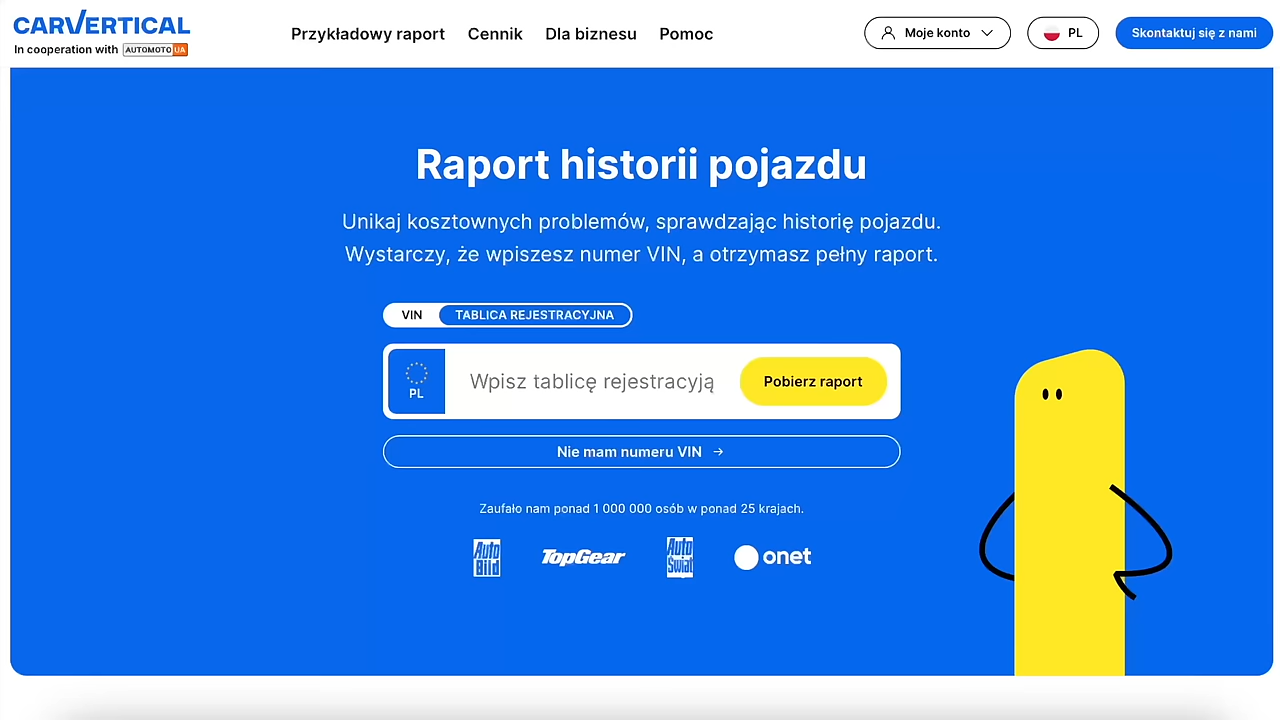 CARVERTICAL
In cooperation with AUTOMOTO UA
Przykładowy raport Cennik Dla biznesu Pomoc
Moje konto PL Skontaktuj się z nami
Raport historii pojazdu
Unikaj kosztownych problemów, sprawdzając historię pojazdu.
Wystarczy, że wpiszesz numer VIN, a otrzymasz pełny raport.
VIN TABLICA REJESTRACYJNA
PL Wpisz tablicę rejestracyją Pobierz raport
Nie mam numeru VIN →
Zaufało nam ponad 1 000 000 osób w ponad 25 krajach.
Auto Bild TopGear Auto Świat onet